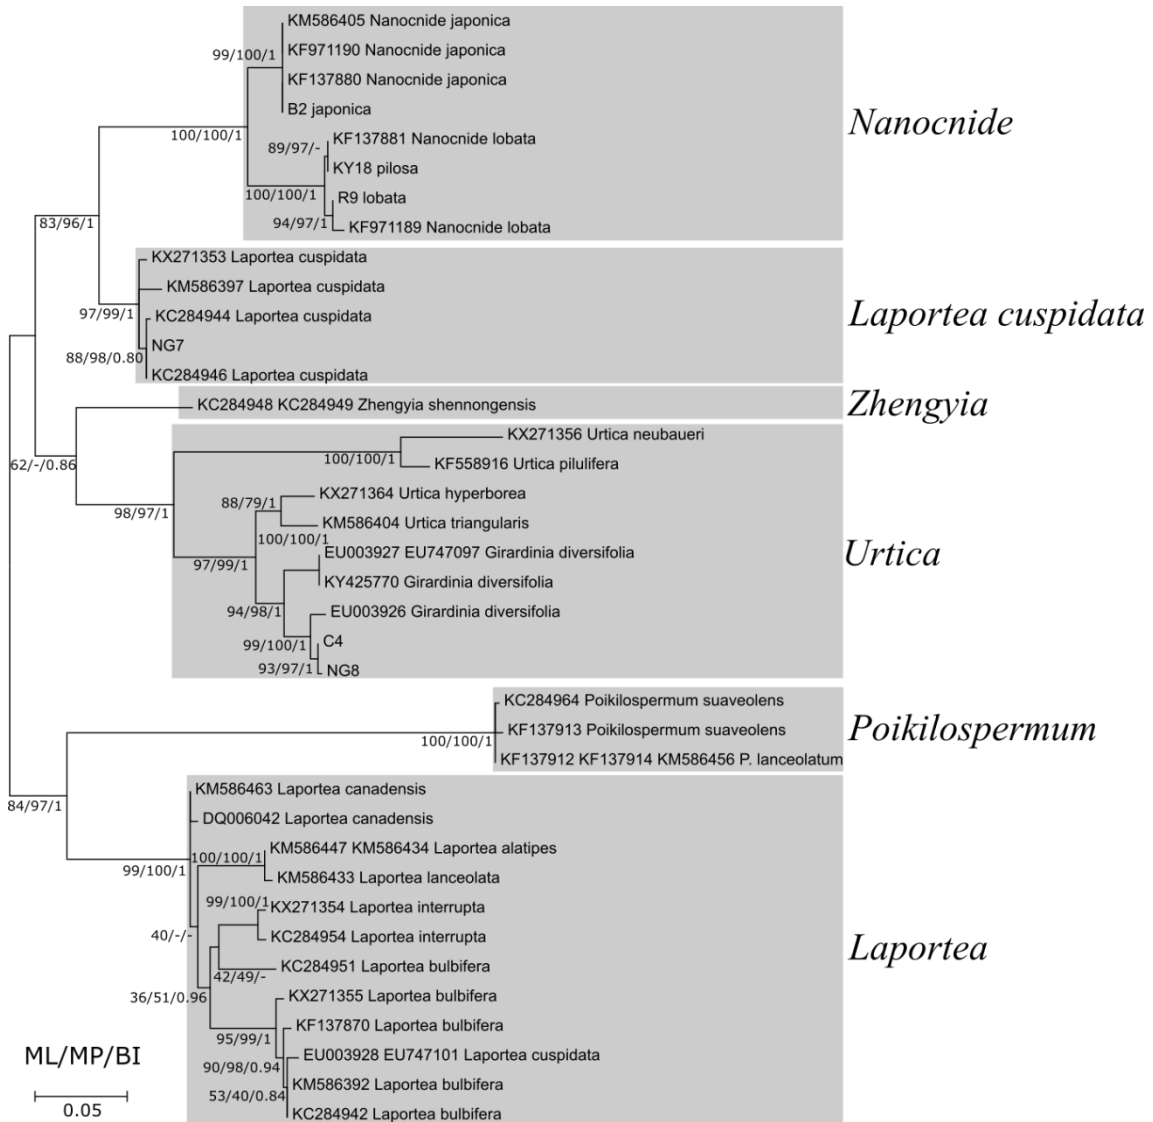 KM586405 Nanocnide japonica
99/100/1
KF971190 Nanocnide japonica
KF137880 Nanocnide japonica
B2 japonica
Nanocnide
100/100/1
KF137881 Nanocnide lobata
89/97/-
KY18 pilosa
100/100/1
R9 lobata
94/97/1
KF971189 Nanocnide lobata
83/96/1
KX271353 Laportea cuspidata
KM586397 Laportea cuspidata
97/99/1
KC284944 Laportea cuspidata
Laportea cuspidata
NG7
88/98/0.80
KC284946 Laportea cuspidata
KC284948 KC284949 Zhengyia shennongensis
Zhengyia
KX271356 Urtica neubaueri
100/100/1
KF558916 Urtica pilulifera
62/-/0.86
KX271364 Urtica hyperborea
88/79/1
98/97/1
KM586404 Urtica triangularis
100/100/1
EU003927 EU747097 Girardinia diversifolia
Urtica
97/99/1
KY425770 Girardinia diversifolia
94/98/1
EU003926 Girardinia diversifolia
99/100/1
C4
93/97/1
NG8
KC284964 Poikilospermum suaveolens
KF137913 Poikilospermum suaveolens
Poikilospermum
100/100/1
KF137912 KF137914 KM586456 P. lanceolatum
KM586463 Laportea canadensis
84/97/1
DQ006042 Laportea canadensis
KM586447 KM586434 Laportea alatipes
100/100/1
99/100/1
KM586433 Laportea lanceolata
99/100/1
KX271354 Laportea interrupta
40/-/-
KC284954 Laportea interrupta
Laportea
KC284951 Laportea bulbifera
42/49/-
36/51/0.96
KX271355 Laportea bulbifera
KF137870 Laportea bulbifera
95/99/1
EU003928 EU747101 Laportea cuspidata
90/98/0.94
KM586392 Laportea bulbifera
53/40/0.84
KC284942 Laportea bulbifera
ML/MP/BI
0.05